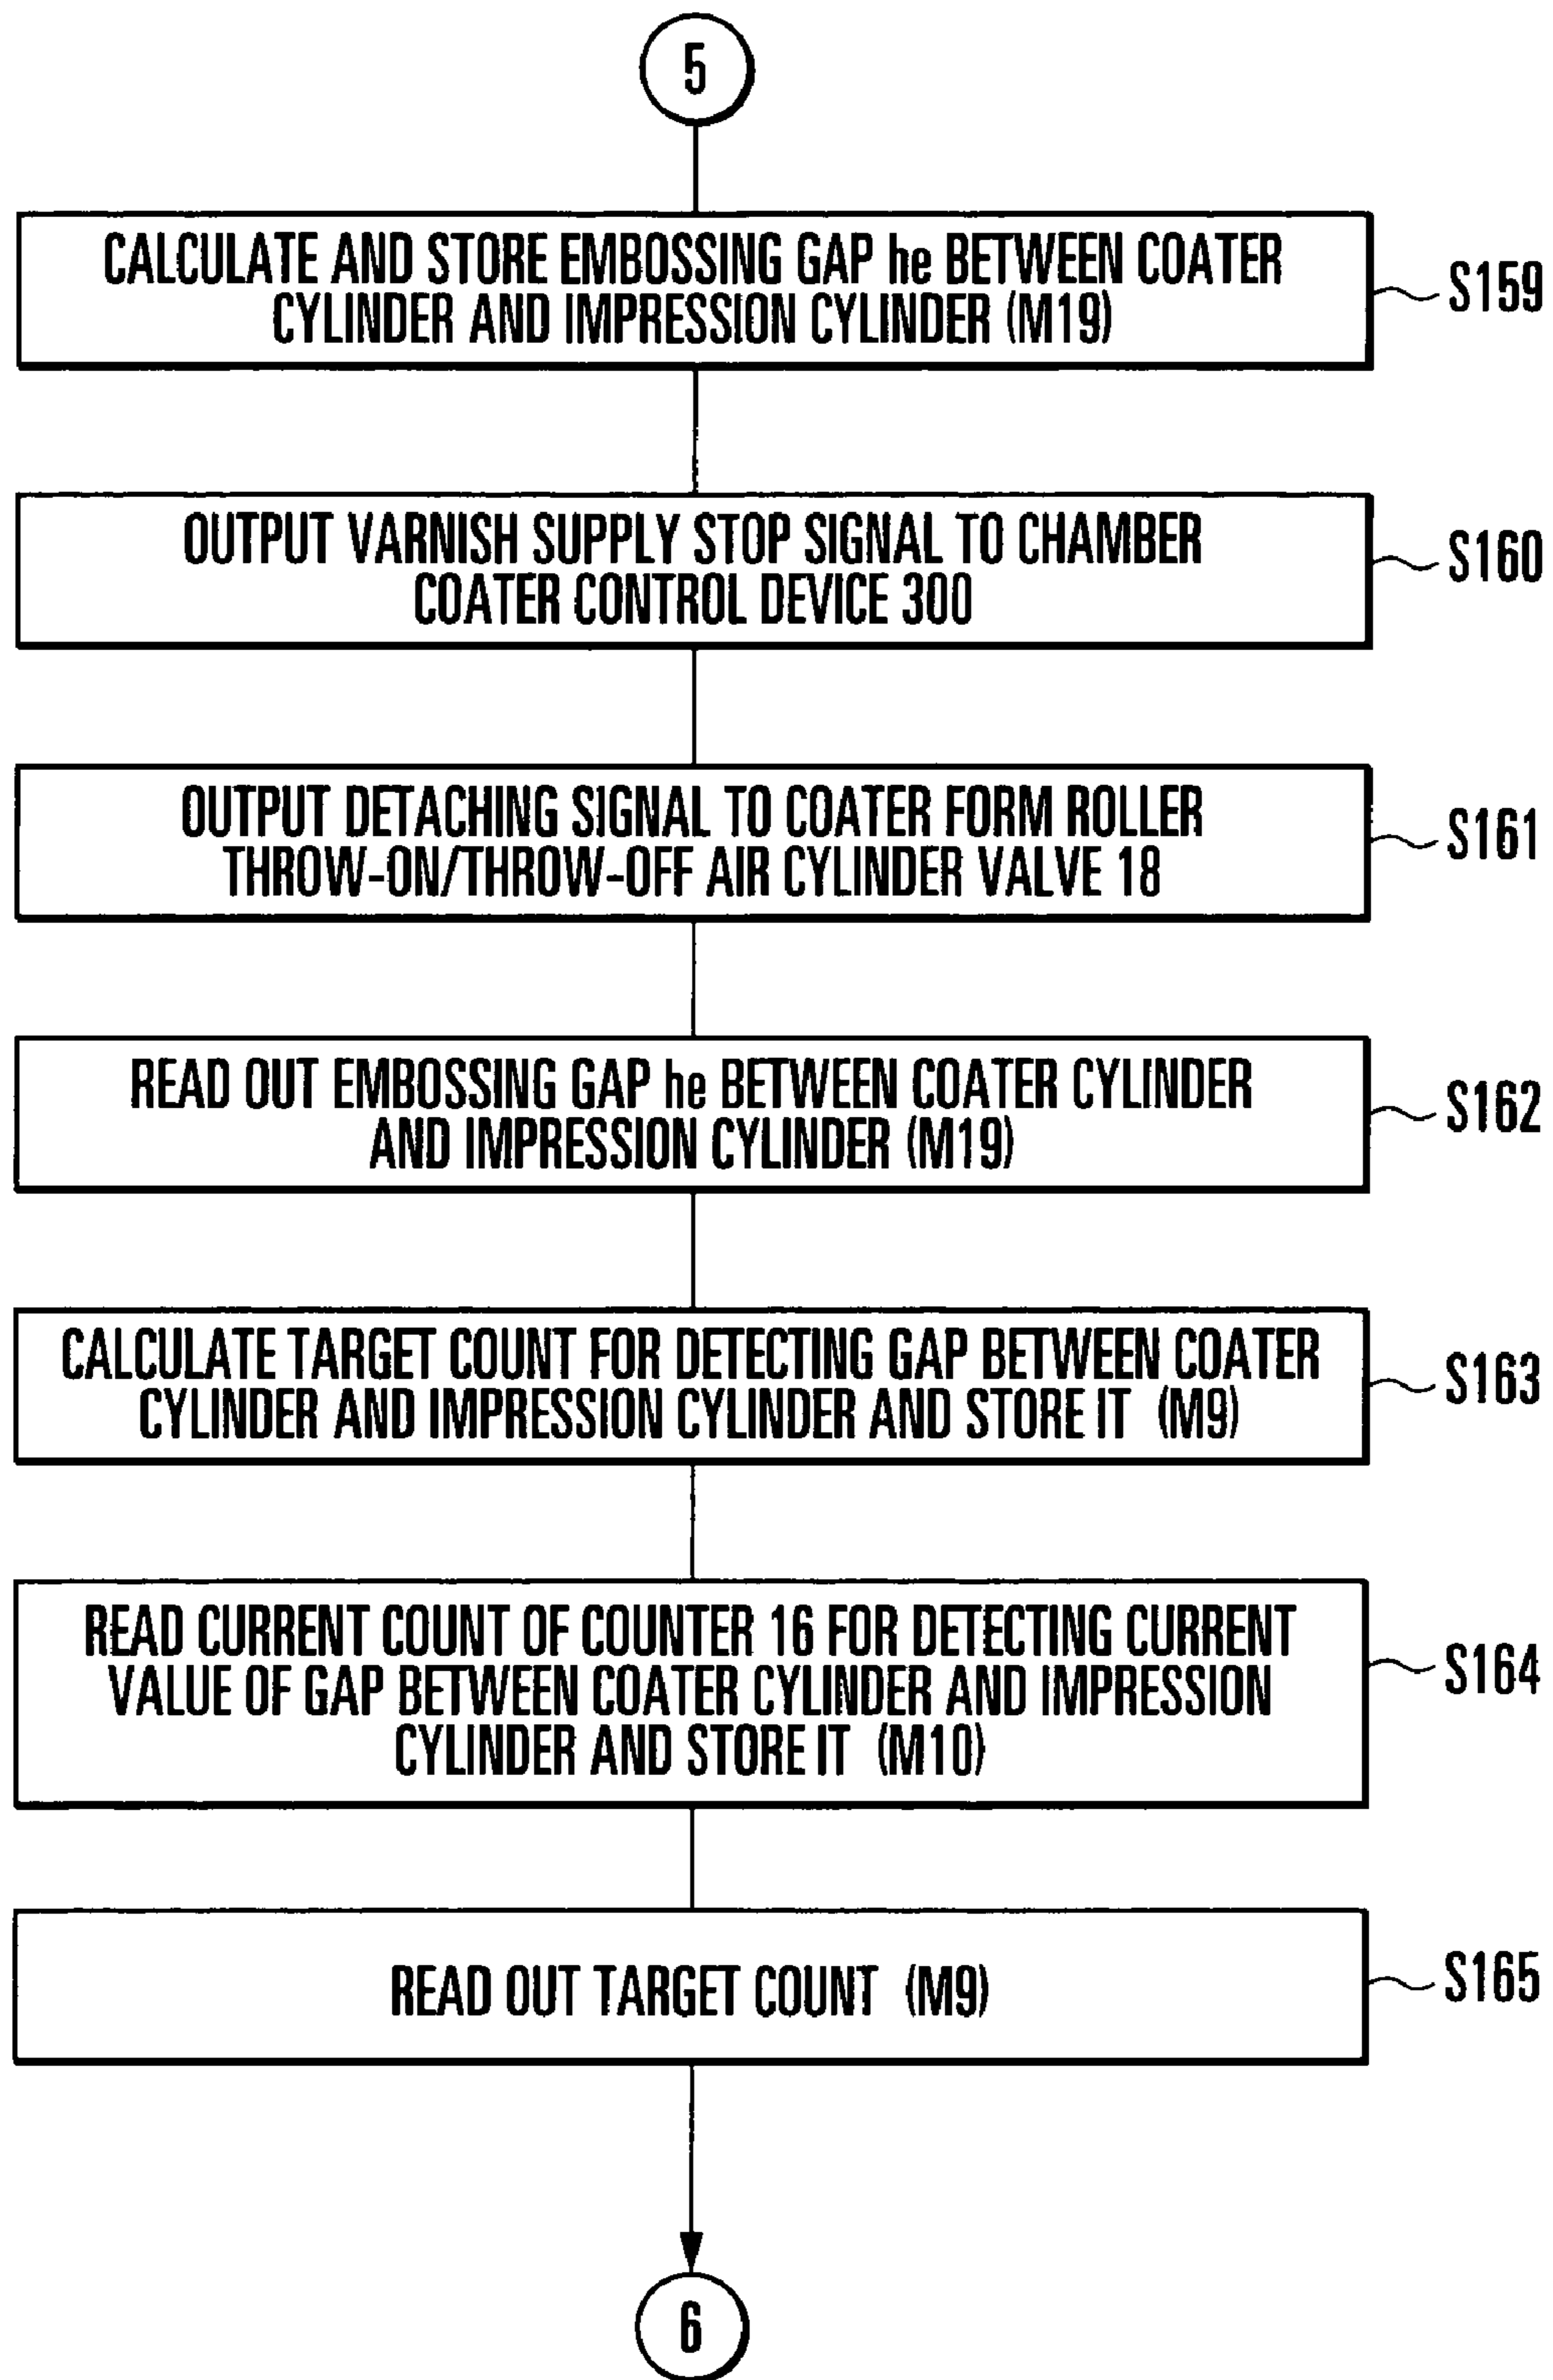 5
CALCULATE AND STORE EMBOSSING GAP he BETWEEN COATER
CYLINDER AND IMPRESSION CYLINDER (M19)
S159
OUTPUT VARNISH SUPPLY STOP SIGNAL TO CHAMBER
COATER CONTROL DEVICE 300
S160
OUTPUT DETACHING SIGNAL TO COATER FORM ROLLER
THROW-ON/THROW-OFF AIR CYLINDER VALVE 18
S161
READ OUT EMBOSSING GAP he BETWEEN COATER CYLINDER
AND IMPRESSION CYLINDER (M19)
S162
CALCULATE TARGET COUNT FOR DETECTING GAP BETWEEN COATER
CYLINDER AND IMPRESSION CYLINDER AND STORE IT (M9)
S163
READ CURRENT COUNT OF COUNTER 16 FOR DETECTING CURRENT
VALUE OF GAP BETWEEN COATER CYLINDER AND IMPRESSION
CYLINDER AND STORE IT (M10)
S164
READ OUT TARGET COUNT (M9)
S165
6